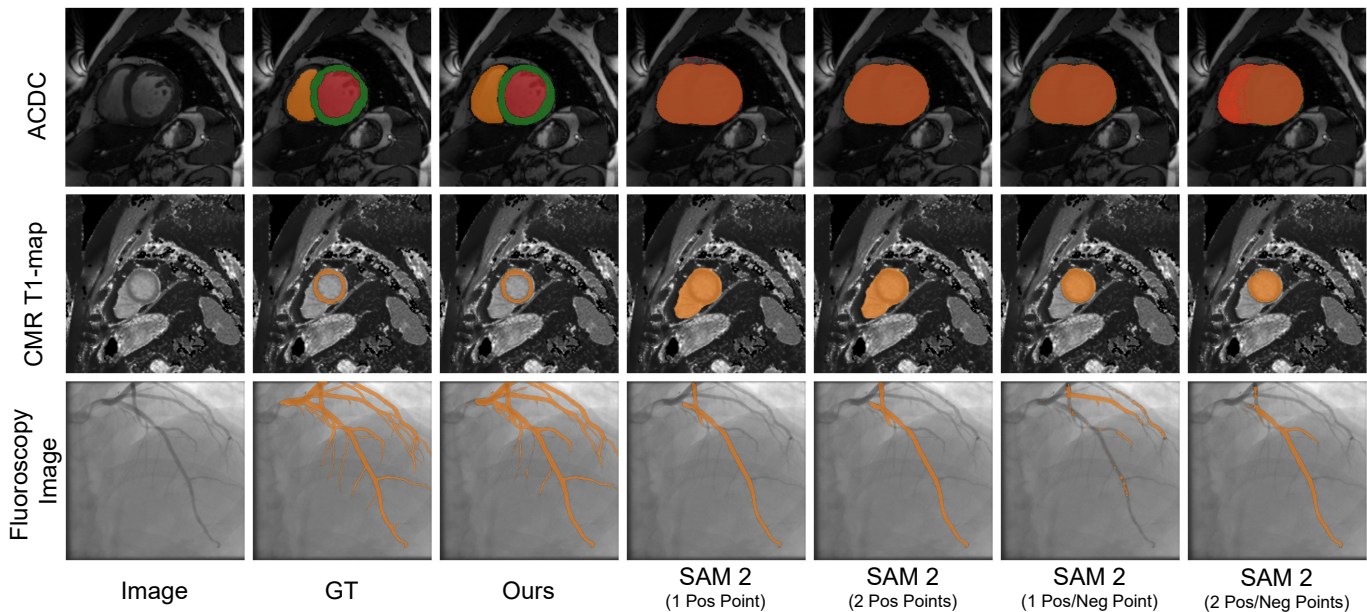 ACDC
CMR T1-map
Fluoroscopy
Image
Image
GT
Ours
SAM 2
(1 Pos Point)
SAM 2
(2 Pos Points)
SAM 2
(1 Pos/Neg Point)
SAM 2
(2 Pos/Neg Points)